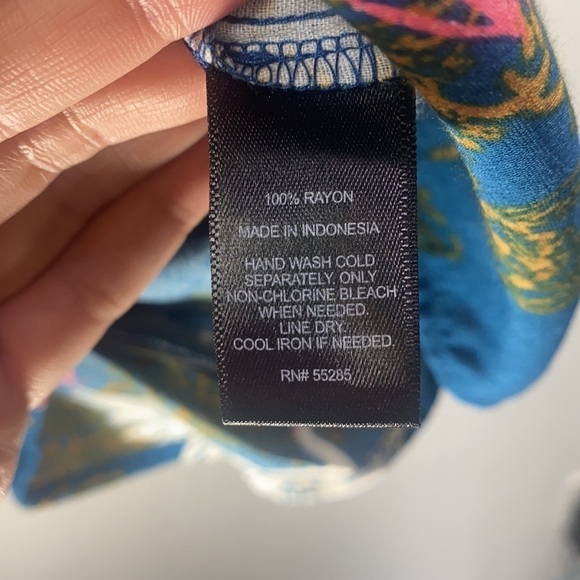 100% RAYON
MADE IN INDONESIA
HAND WASH COLD
SEPARATELY. ONLY
NON-CHLORINE BLEACH
WHEN NEEDED.
LINE DRY.
COOL IRON IF NEEDED.
RN# 55285